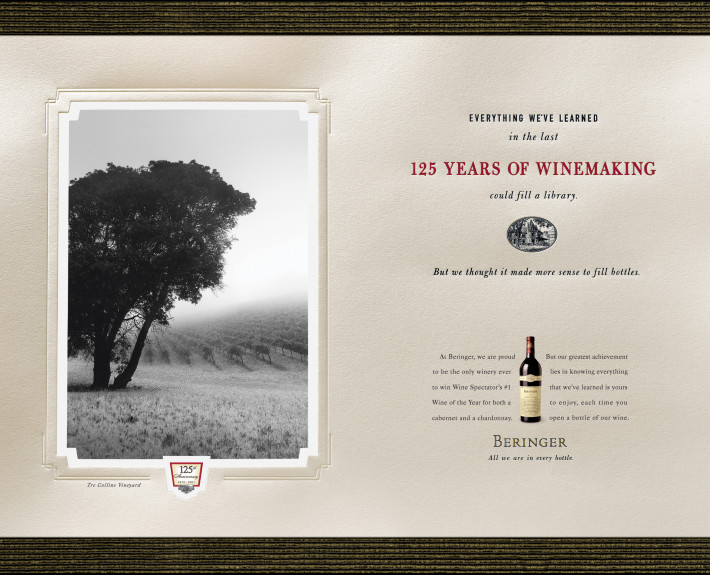 EVERYTHING WE'VE LEARNED
in the last
125 YEARS OF WINEMAKING
could fill a library.
But we thought it made more sense to fill bottles.
At Beringer, we are proud
to be the only winery ever
to win Wine Spectator's #1
Wine of the Year for both a
cabernet and a chardonnay.
But our greatest achievement
lies in knowing everything
that we've learned is yours
to enjoy, each time you
open a bottle of our wine.
BERINGER
BERINGER
All we are in every bottle.
Tre Colline Vineyard
125th
Anniversary